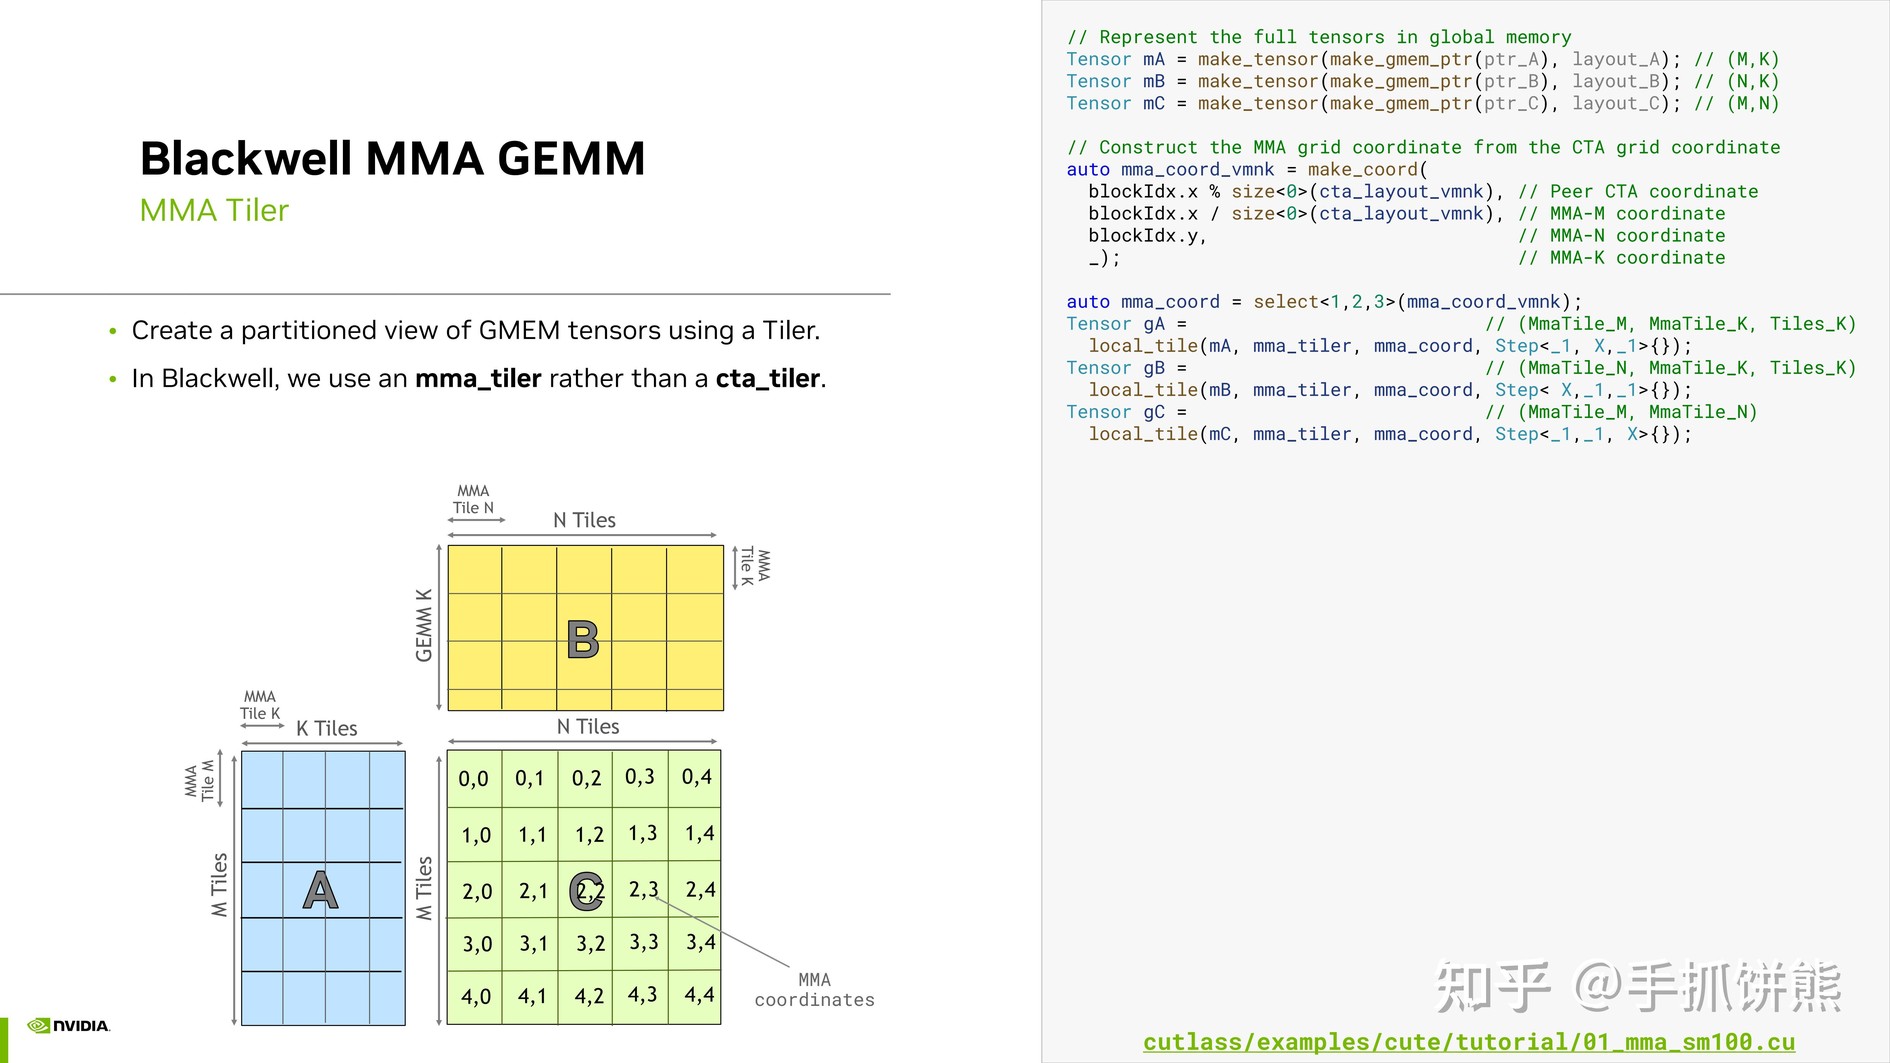 Blackwell MMA GEMM
MMA Tiler
• Create a partitioned view of GMEM tensors using a Tiler.
• In Blackwell, we use an mma_tiler rather than a cta_tiler.
MMA
Tile N
N Tiles
GEMM K
MMA
Tile K
B
MMA
Tile K
K Tiles
N Tiles
MMA
Tile M
M Tiles
A
M Tiles
0,0 0,1 0,2 0,3 0,4
1,0 1,1 1,2 1,3 1,4
2,0 2,1 2,2 2,3 2,4
C
3,0 3,1 3,2 3,3 3,4
4,0 4,1 4,2 4,3 4,4
MMA
coordinates
NVIDIA.
// Represent the full tensors in global memory
Tensor mA = make_tensor(make_gmem_ptr(ptr_A), layout_A); // (M,K)
Tensor mB = make_tensor(make_gmem_ptr(ptr_B), layout_B); // (N,K)
Tensor mC = make_tensor(make_gmem_ptr(ptr_C), layout_C); // (M,N)
// Construct the MMA grid coordinate from the CTA grid coordinate
auto mma_coord_vmnk = make_coord(
  blockIdx.x % size<0>(cta_layout_vmnk), // Peer CTA coordinate
  blockIdx.x / size<0>(cta_layout_vmnk), // MMA-M coordinate
  blockIdx.y,                            // MMA-N coordinate
  _);                                    // MMA-K coordinate
auto mma_coord = select<1,2,3>(mma_coord_vmnk);
Tensor gA =                           // (MmaTile_M, MmaTile_K, Tiles_K)
  local_tile(mA, mma_tiler, mma_coord, Step<_1, X,_1>{});
Tensor gB =                           // (MmaTile_N, MmaTile_K, Tiles_K)
  local_tile(mB, mma_tiler, mma_coord, Step< X,_1,_1>{});
Tensor gC =                           // (MmaTile_M, MmaTile_N)
  local_tile(mC, mma_tiler, mma_coord, Step<_1,_1, X>{});
知乎 @手抓饼熊
cutlass/examples/cute/tutorial/01_mma_sm100.cu